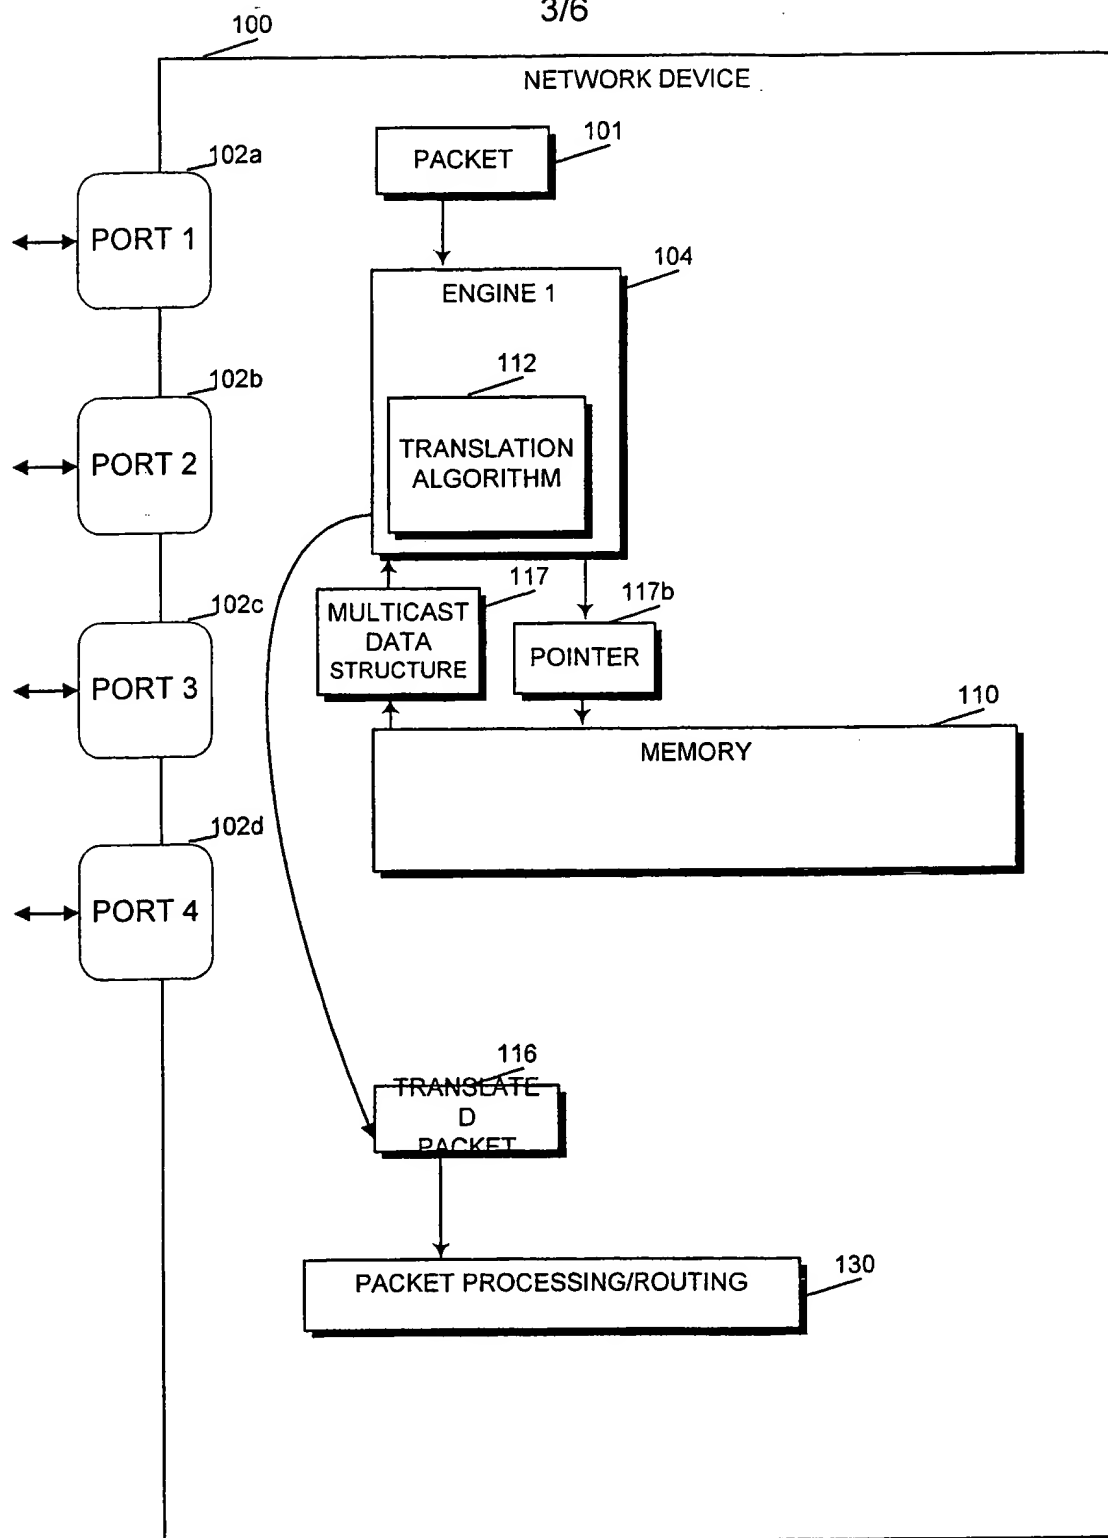 3/6
100
NETWORK DEVICE
101
PACKET
102a
PORT 1
104
ENGINE 1
112
TRANSLATION
ALGORITHM
102b
PORT 2
117
MULTICAST
DATA
STRUCTURE
117b
POINTER
102c
PORT 3
110
MEMORY
102d
PORT 4
116
TRANSLATE
D
PACKET
PACKET PROCESSING/ROUTING
130